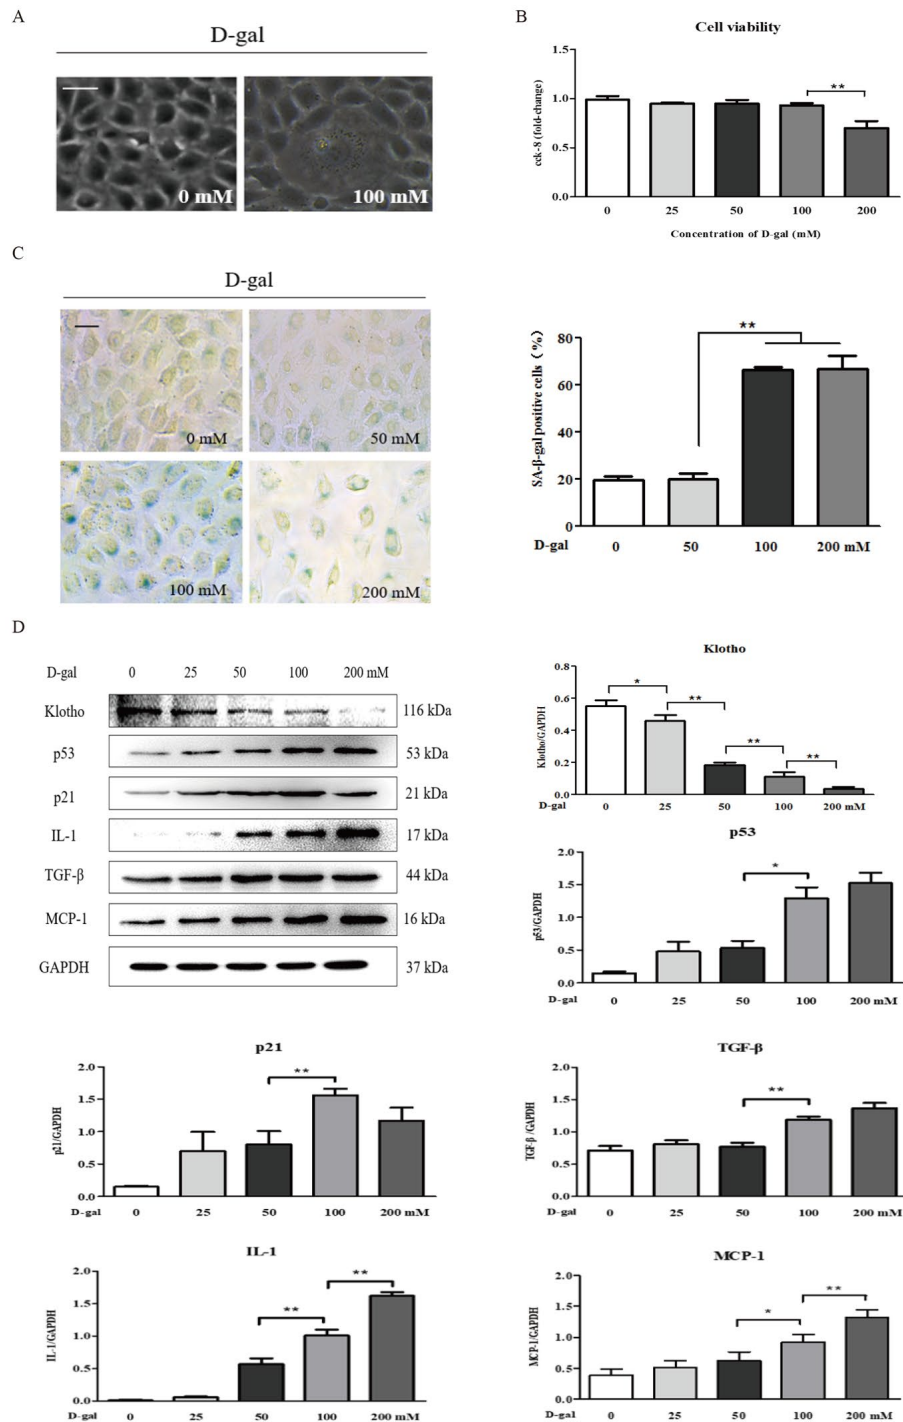 A
D-gal
0 mM
100 mM
B
Cell viability
cck-8 (fold-change)
1.5
1.0
0.5
0.0
**
0 25 50 100 200
Concentration of D-gal (mM)
C
D-gal
0 mM
50 mM
100 mM
200 mM
SA-β-gal positive cells (%)
80
60
40
20
0
**
D-gal 0 50 100 200 mM
D
D-gal 0 25 50 100 200 mM
Klotho 116 kDa
p53 53 kDa
p21 21 kDa
IL-1 17 kDa
TGF-β 44 kDa
MCP-1 16 kDa
GAPDH 37 kDa
Klotho
Klotho/GAPDH
0.8
0.6
0.4
0.2
0.0
*
**
**
**
D-gal 0 25 50 100 200 mM
p53
p53/GAPDH
2.0
1.5
1.0
0.5
0.0
*
D-gal 0 25 50 100 200 mM
p21
p21/GAPDH
2.0
1.5
1.0
0.5
0.0
**
D-gal 0 25 50 100 200 mM
TGF-β
TGF-β /GAPDH
2.0
1.5
1.0
0.5
0.0
**
D-gal 0 25 50 100 200 mM
IL-1
IL-1/GAPDH
2.0
1.5
1.0
0.5
0.0
**
**
D-gal 0 25 50 100 200 mM
MCP-1
MCP-1/GAPDH
2.0
1.5
1.0
0.5
0.0
*
**
D-gal 0 25 50 100 200 mM